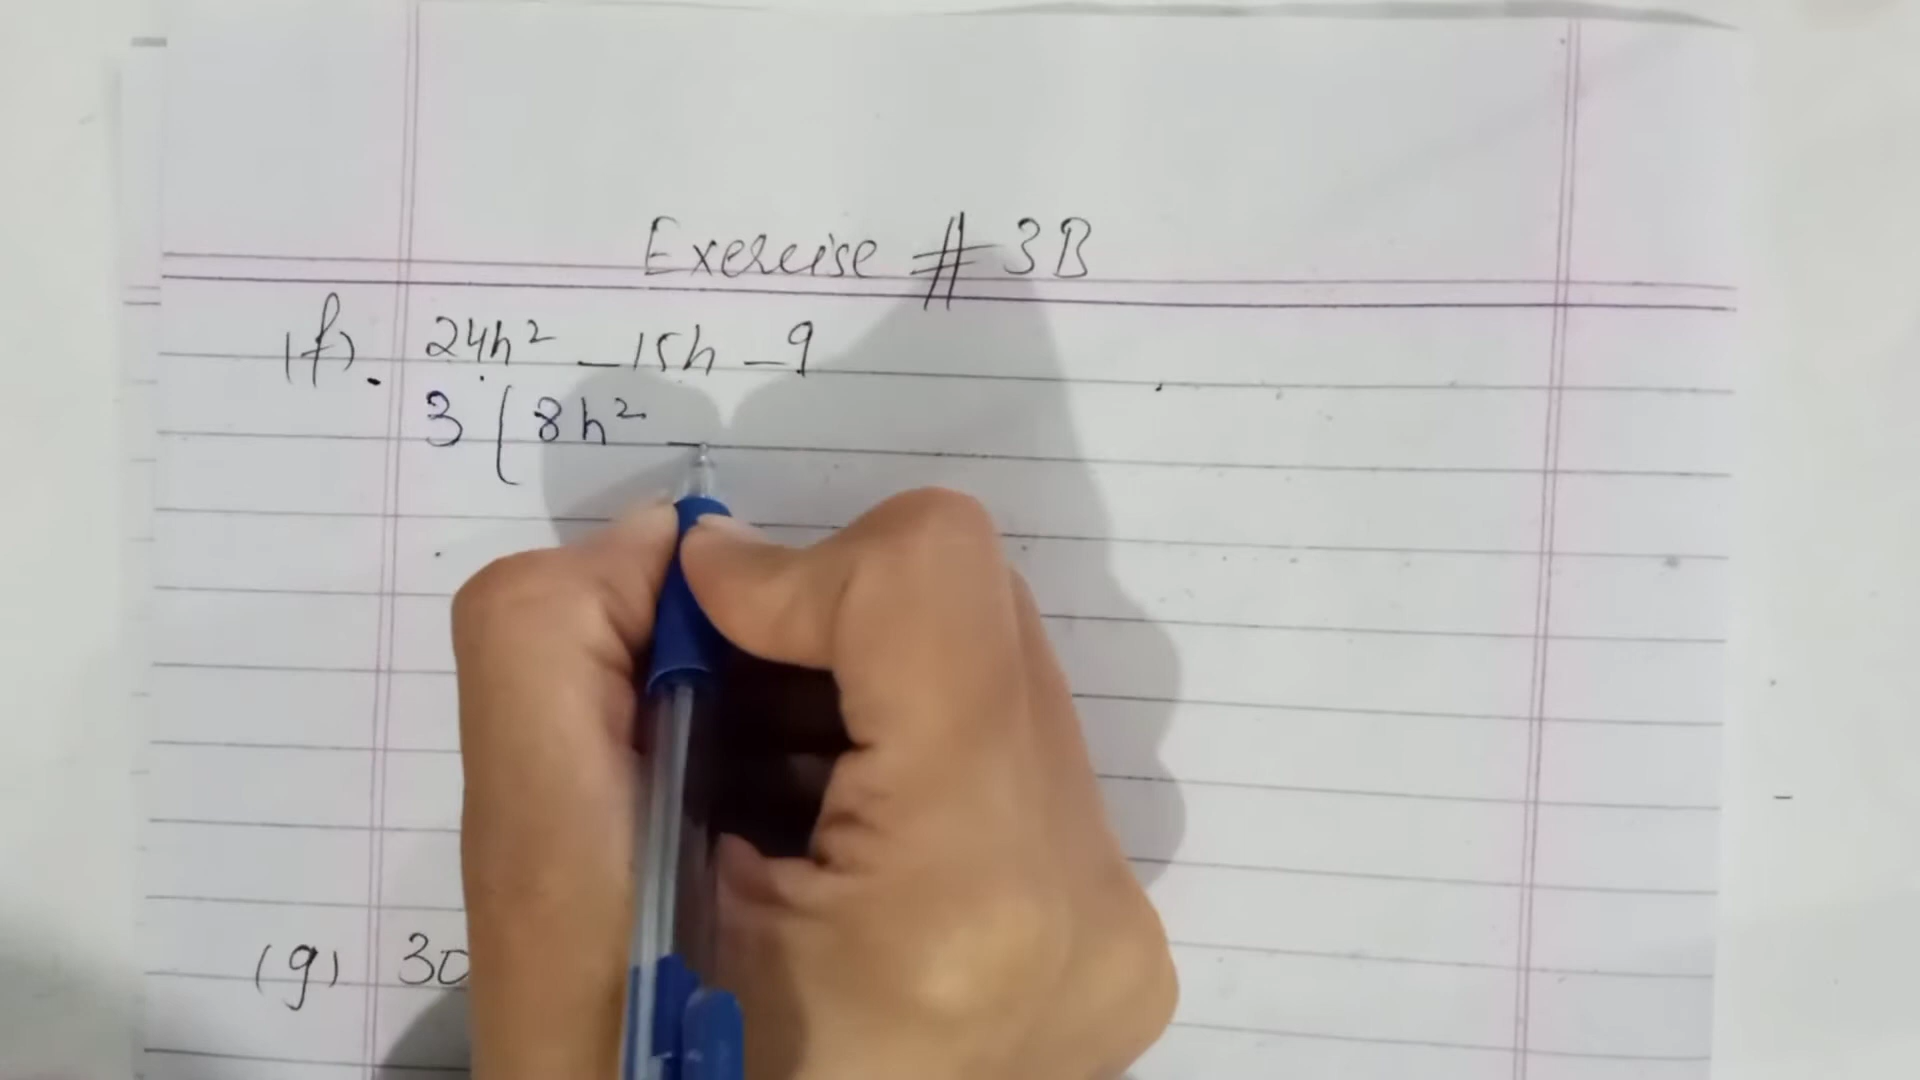 Exercise # 3B
(f). 24h² - 15h - 9
3 ( 8h² -
(g) 30